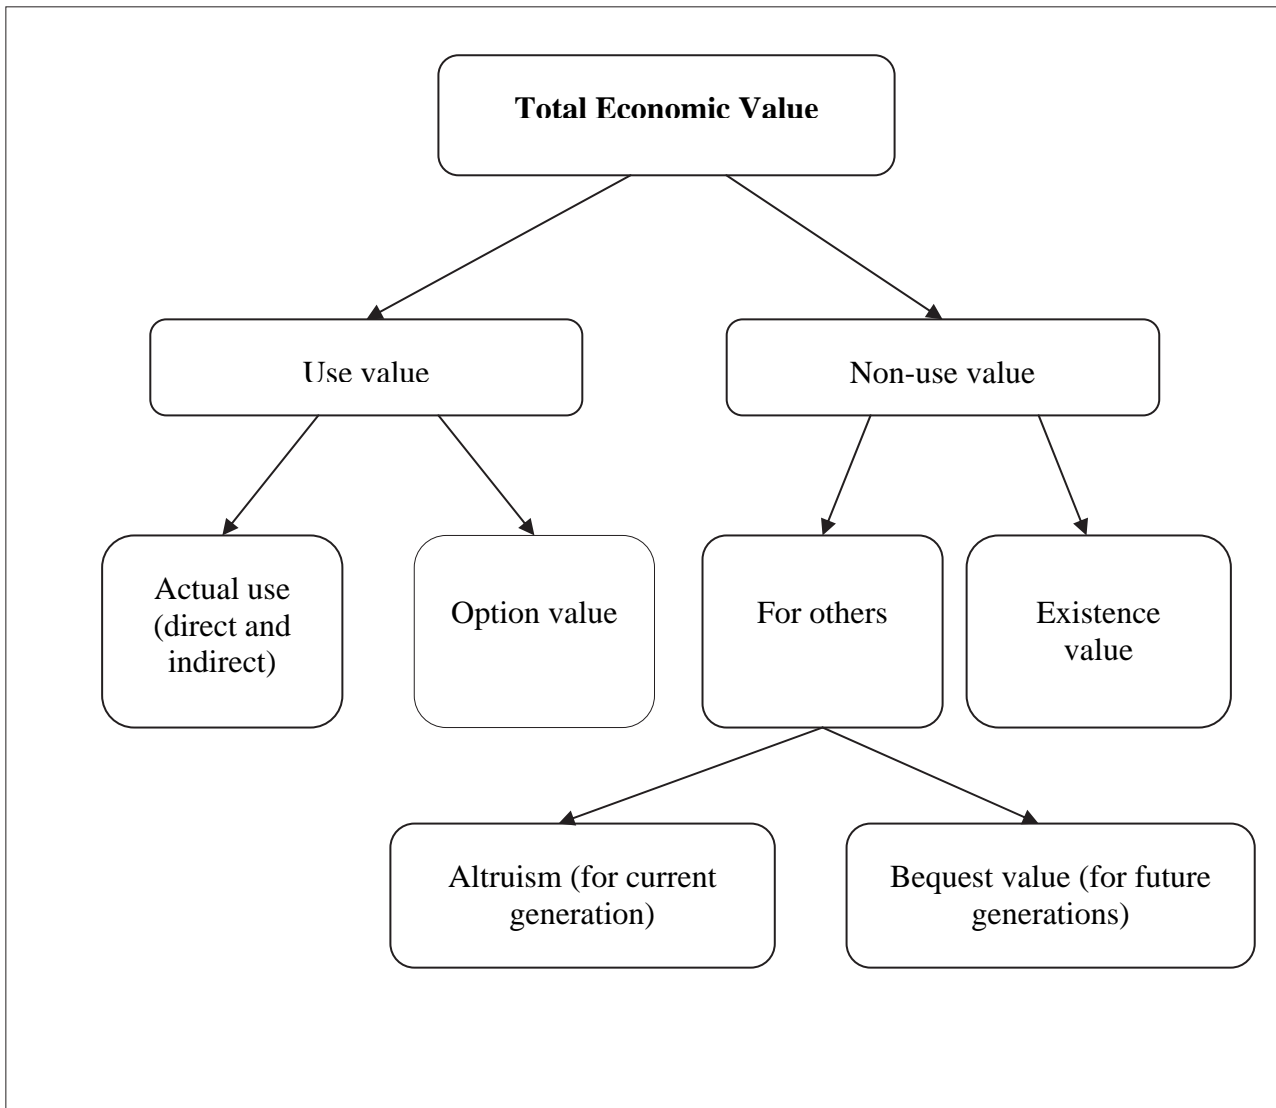 Total Economic Value
Use value
Non-use value
Actual use
(direct and
indirect)
Option value
For others
Existence
value
Altruism (for current
generation)
Bequest value (for future
generations)